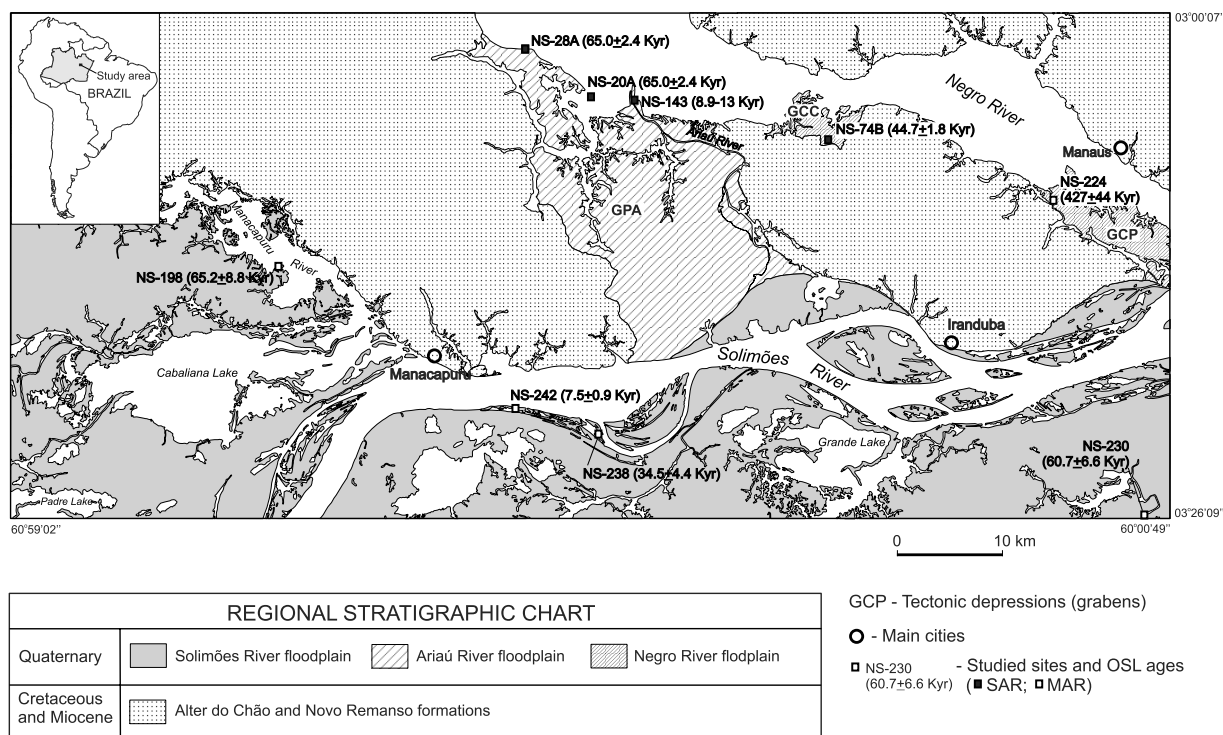 Study area
BRAZIL
03°00'07"
NS-28A (65.0±2.4 Kyr)
NS-20A (65.0±2.4 Kyr)
NS-143 (8.9-13 Kyr)
GCC
Negro River
Ariaú River
NS-74B (44.7±1.8 Kyr)
Manaus
NS-224
(427±44 Kyr)
GPA
GCP
Manacapuru
River
NS-198 (65.2±8.8 Kyr)
Iranduba
Solimões
River
Cabaliana Lake
Manacapuru
NS-242 (7.5±0.9 Kyr)
Grande Lake
NS-230
(60.7±6.6 Kyr)
NS-238 (34.5±4.4 Kyr)
Padre Lake
60°59'02''
60°00'49''
03°26'09"
0 10 km
REGIONAL STRATIGRAPHIC CHART
Quaternary
Solimões River floodplain
Ariaú River floodplain
Negro River flodplain
Cretaceous
and Miocene
Alter do Chão and Novo Remanso formations
GCP - Tectonic depressions (grabens)
- Main cities
NS-230 - Studied sites and OSL ages
(60.7±6.6 Kyr) (SAR; MAR)